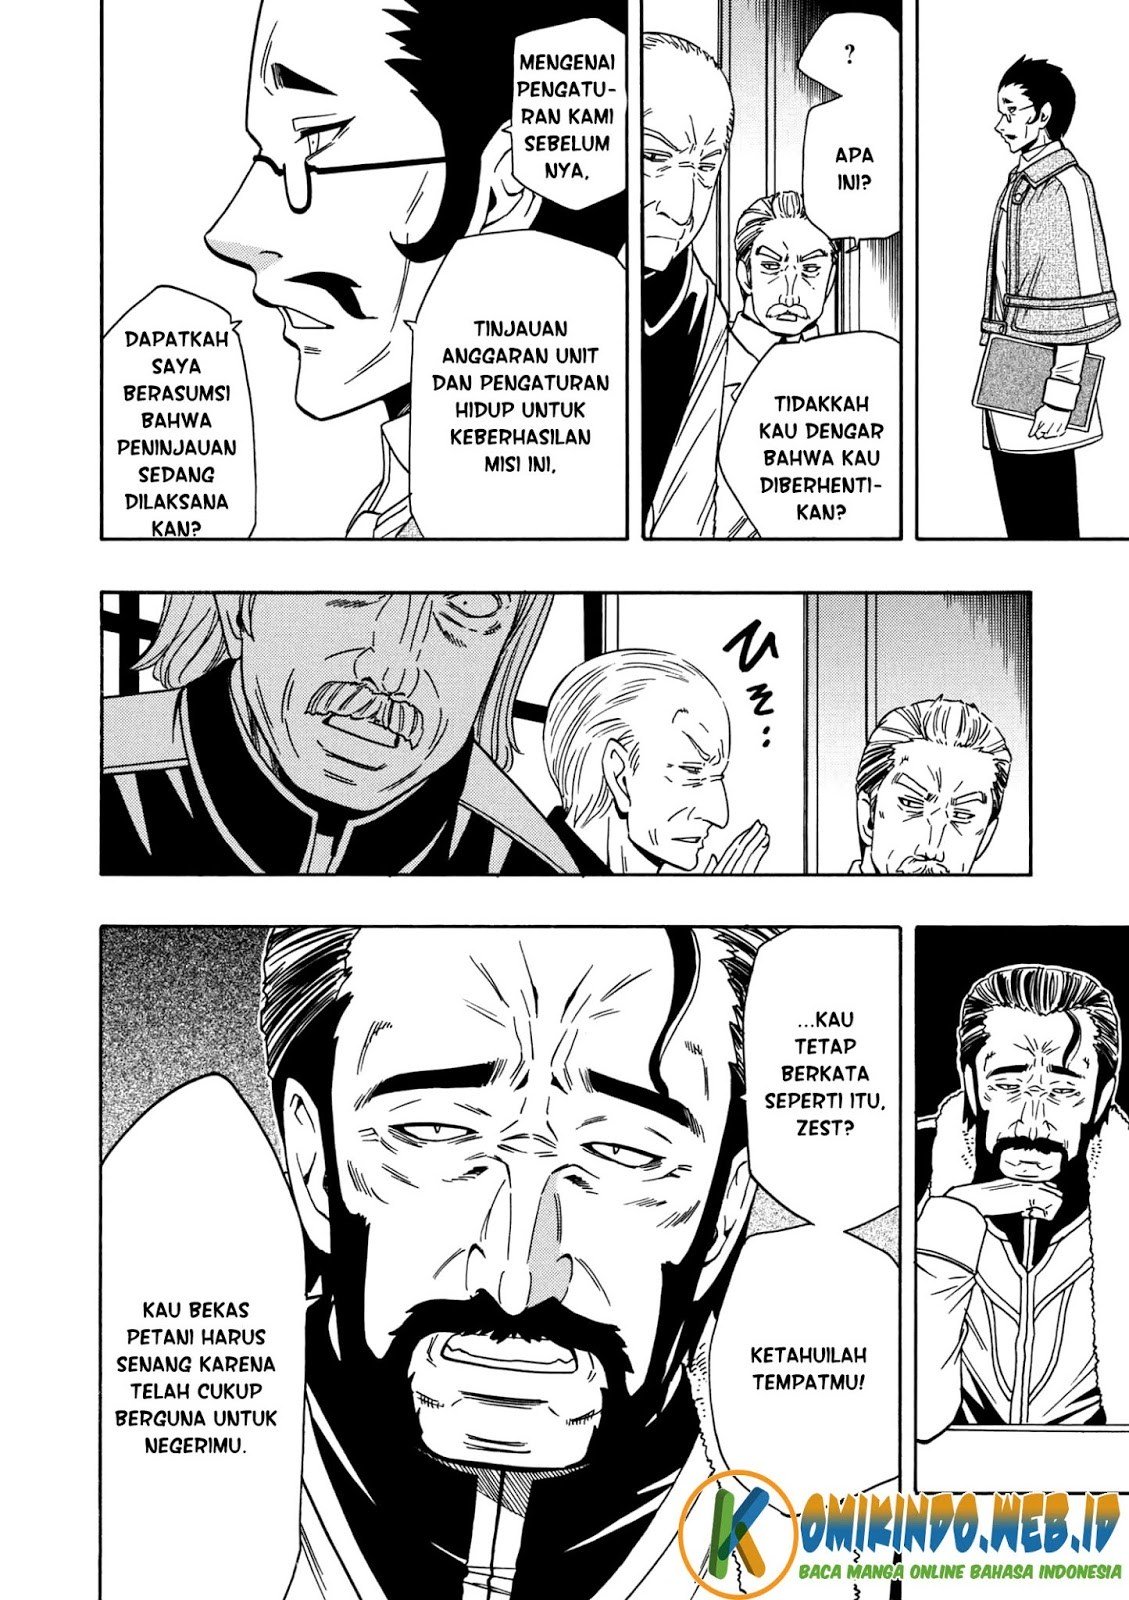 ?
APA
INI?
TIDAKKAH
KAU DENGAR
BAHWA KAU
DIBERHENTI-
KAN?
MENGENAI
PENGATU-
RAN KAMI
SEBELUM
NYA,
TINJAUAN
ANGGARAN UNIT
DAN PENGATURAN
HIDUP UNTUK
KEBERHASILAN
MISI INI,
DAPATKAH
SAYA
BERASUMSI
BAHWA
PENINJAUAN
SEDANG
DILAKSANA
KAN?
ひそ…
...KAU
TETAP
BERKATA
SEPERTI ITU,
ZEST?
KETAHUILAH
TEMPATMU!
KAU BEKAS
PETANI HARUS
SENANG KARENA
TELAH CUKUP
BERGUNA UNTUK
NEGERIMU.
KOMIKINDO.WEB.ID
BACA MANGA ONLINE BAHASA INDONESIA